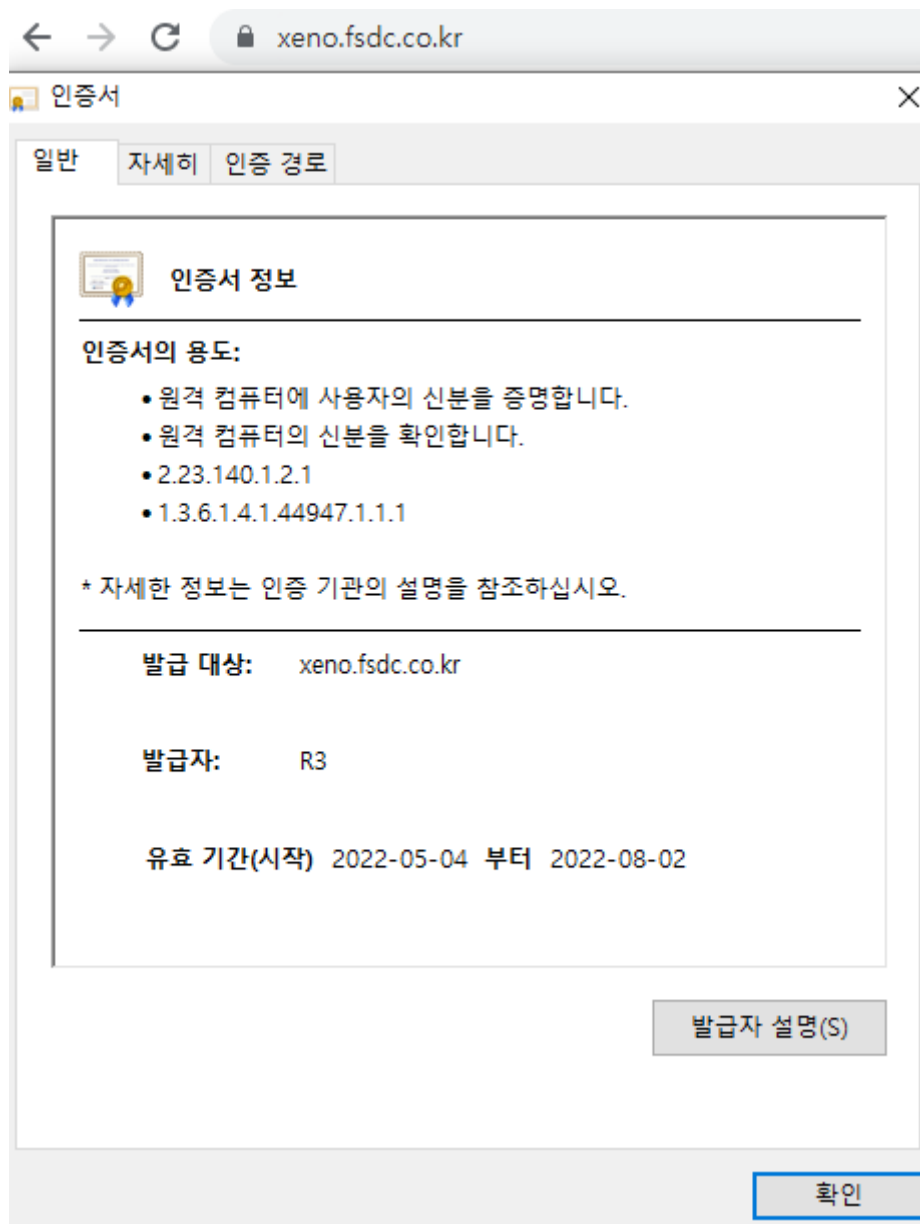 xeno.fsdc.co.kr
인증서
일반 자세히 인증 경로
인증서 정보
인증서의 용도:
• 원격 컴퓨터에 사용자의 신분을 증명합니다.
• 원격 컴퓨터의 신분을 확인합니다.
• 2.23.140.1.2.1
• 1.3.6.1.4.1.44947.1.1.1
* 자세한 정보는 인증 기관의 설명을 참조하십시오.
발급 대상: xeno.fsdc.co.kr
발급자: R3
유효 기간(시작) 2022-05-04 부터 2022-08-02
발급자 설명(S)
확인